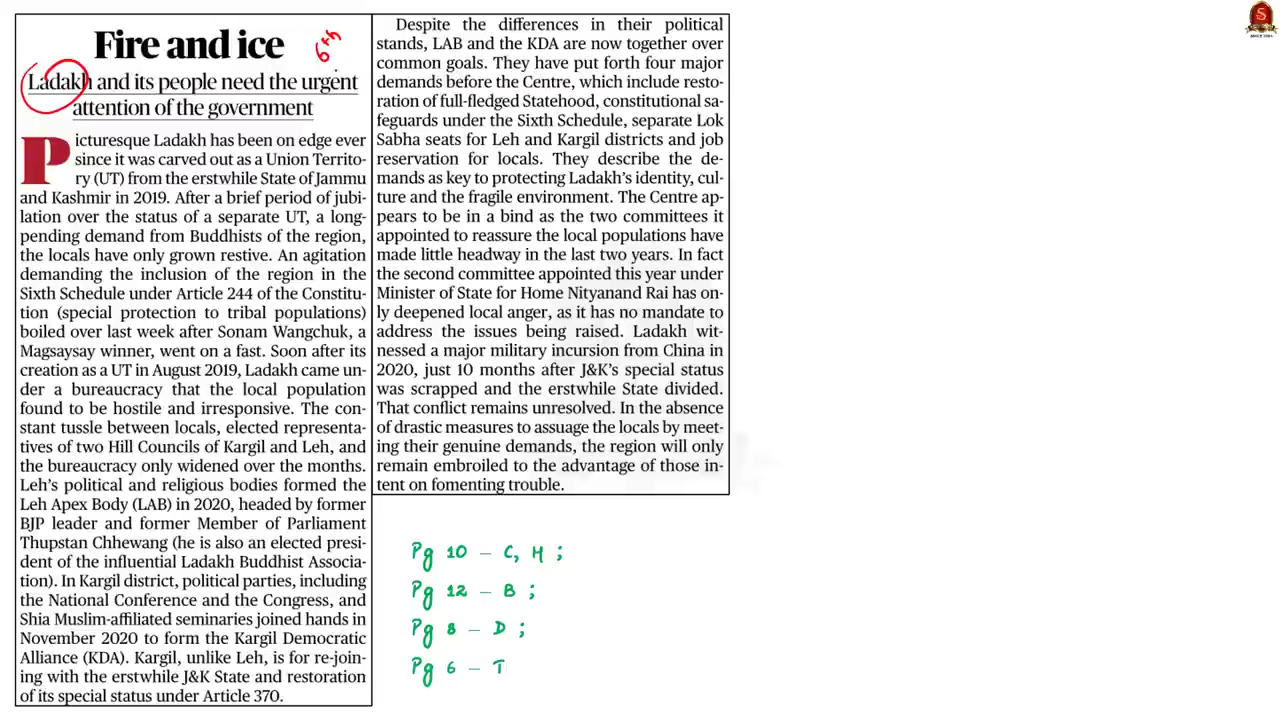 Fire and ice
6th
Ladakh and its people need the urgent
attention of the government
Picturesque Ladakh has been on edge ever
since it was carved out as a Union Territo-
ry (UT) from the erstwhile State of Jammu
and Kashmir in 2019. After a brief period of jubi-
lation over the status of a separate UT, a long-
pending demand from Buddhists of the region,
the locals have only grown restive. An agitation
demanding the inclusion of the region in the
Sixth Schedule under Article 244 of the Constitu-
tion (special protection to tribal populations)
boiled over last week after Sonam Wangchuk, a
Magsaysay winner, went on a fast. Soon after its
creation as a UT in August 2019, Ladakh came un-
der a bureaucracy that the local population
found to be hostile and irresponsive. The con-
stant tussle between locals, elected representa-
tives of two Hill Councils of Kargil and Leh, and
the bureaucracy only widened over the months.
Leh's political and religious bodies formed the
Leh Apex Body (LAB) in 2020, headed by former
BJP leader and former Member of Parliament
Thupstan Chhewang (he is also an elected presi-
dent of the influential Ladakh Buddhist Associa-
tion). In Kargil district, political parties, including
the National Conference and the Congress, and
Shia Muslim-affiliated seminaries joined hands in
November 2020 to form the Kargil Democratic
Alliance (KDA). Kargil, unlike Leh, is for re-join-
ing with the erstwhile J&K State and restoration
of its special status under Article 370.
Despite the differences in their political
stands, LAB and the KDA are now together over
common goals. They have put forth four major
demands before the Centre, which include resto-
ration of full-fledged Statehood, constitutional sa-
feguards under the Sixth Schedule, separate Lok
Sabha seats for Leh and Kargil districts and job
reservation for locals. They describe the de-
mands as key to protecting Ladakh's identity, cul-
ture and the fragile environment. The Centre ap-
pears to be in a bind as the two committees it
appointed to reassure the local populations have
made little headway in the last two years. In fact
the second committee appointed this year under
Minister of State for Home Nityanand Rai has on-
ly deepened local anger, as it has no mandate to
address the issues being raised. Ladakh wit-
nessed a major military incursion from China in
2020, just 10 months after J&K's special status
was scrapped and the erstwhile State divided.
That conflict remains unresolved. In the absence
of drastic measures to assuage the locals by meet-
ing their genuine demands, the region will only
remain embroiled to the advantage of those in-
tent on fomenting trouble.
Pg 10 – C, H ;
Pg 12 – B ;
Pg 8 – D ;
Pg 6 – T